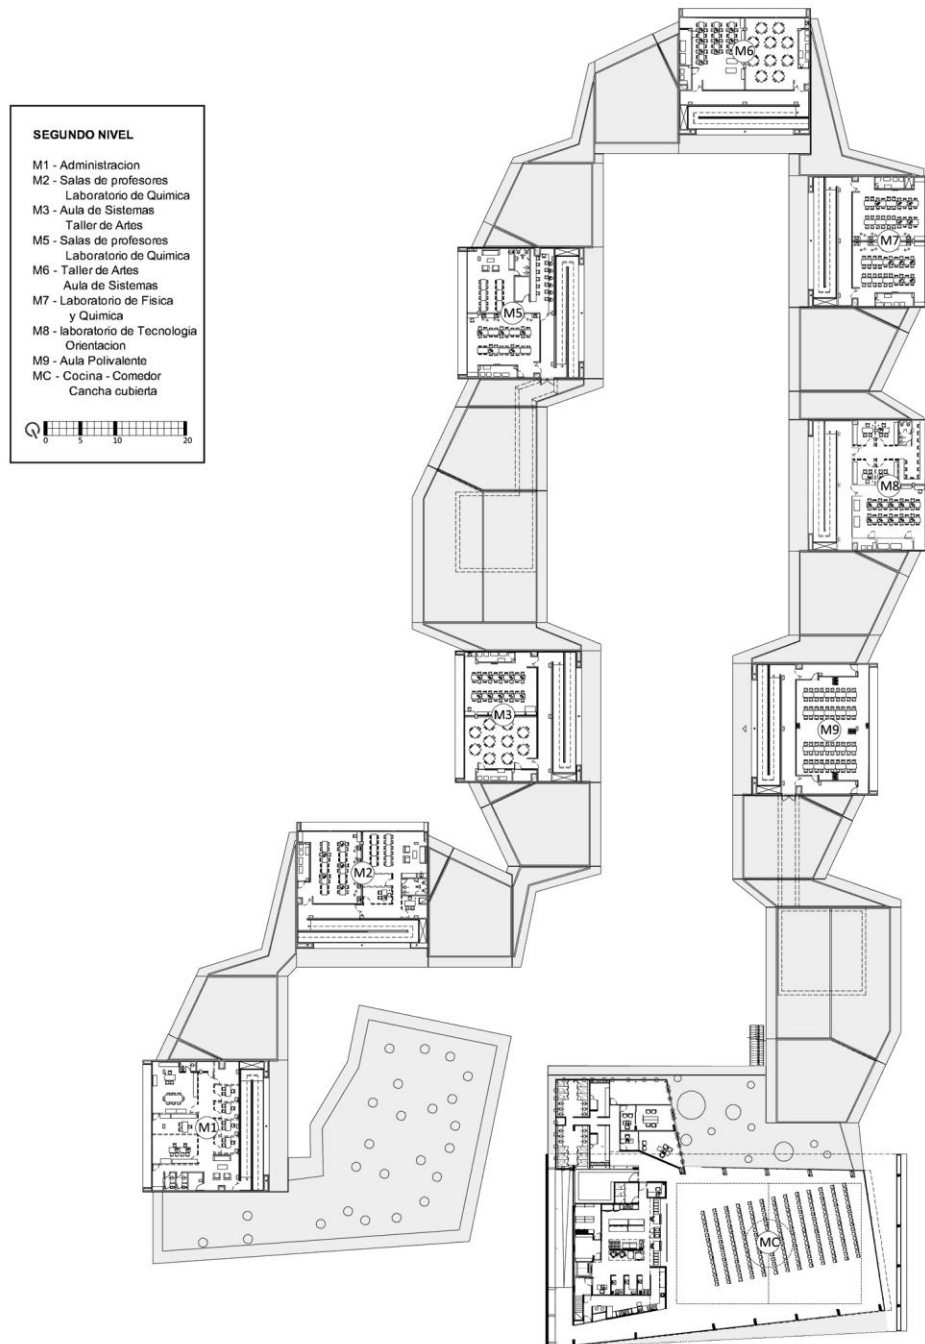 SEGUNDO NIVEL
M1 - Administracion
M2 - Salas de profesores
Laboratorio de Quimica
M3 - Aula de Sistemas
Taller de Artes
M5 - Salas de profesores
Laboratorio de Quimica
M6 - Taller de Artes
Aula de Sistemas
M7 - Laboratorio de Fisica
y Quimica
M8 - laboratorio de Tecnologia
Orientacion
M9 - Aula Polivalente
MC - Cocina - Comedor
Cancha cubierta
0 5 10 20
M6
M7
M5
M8
M3
M9
M2
M1
MC